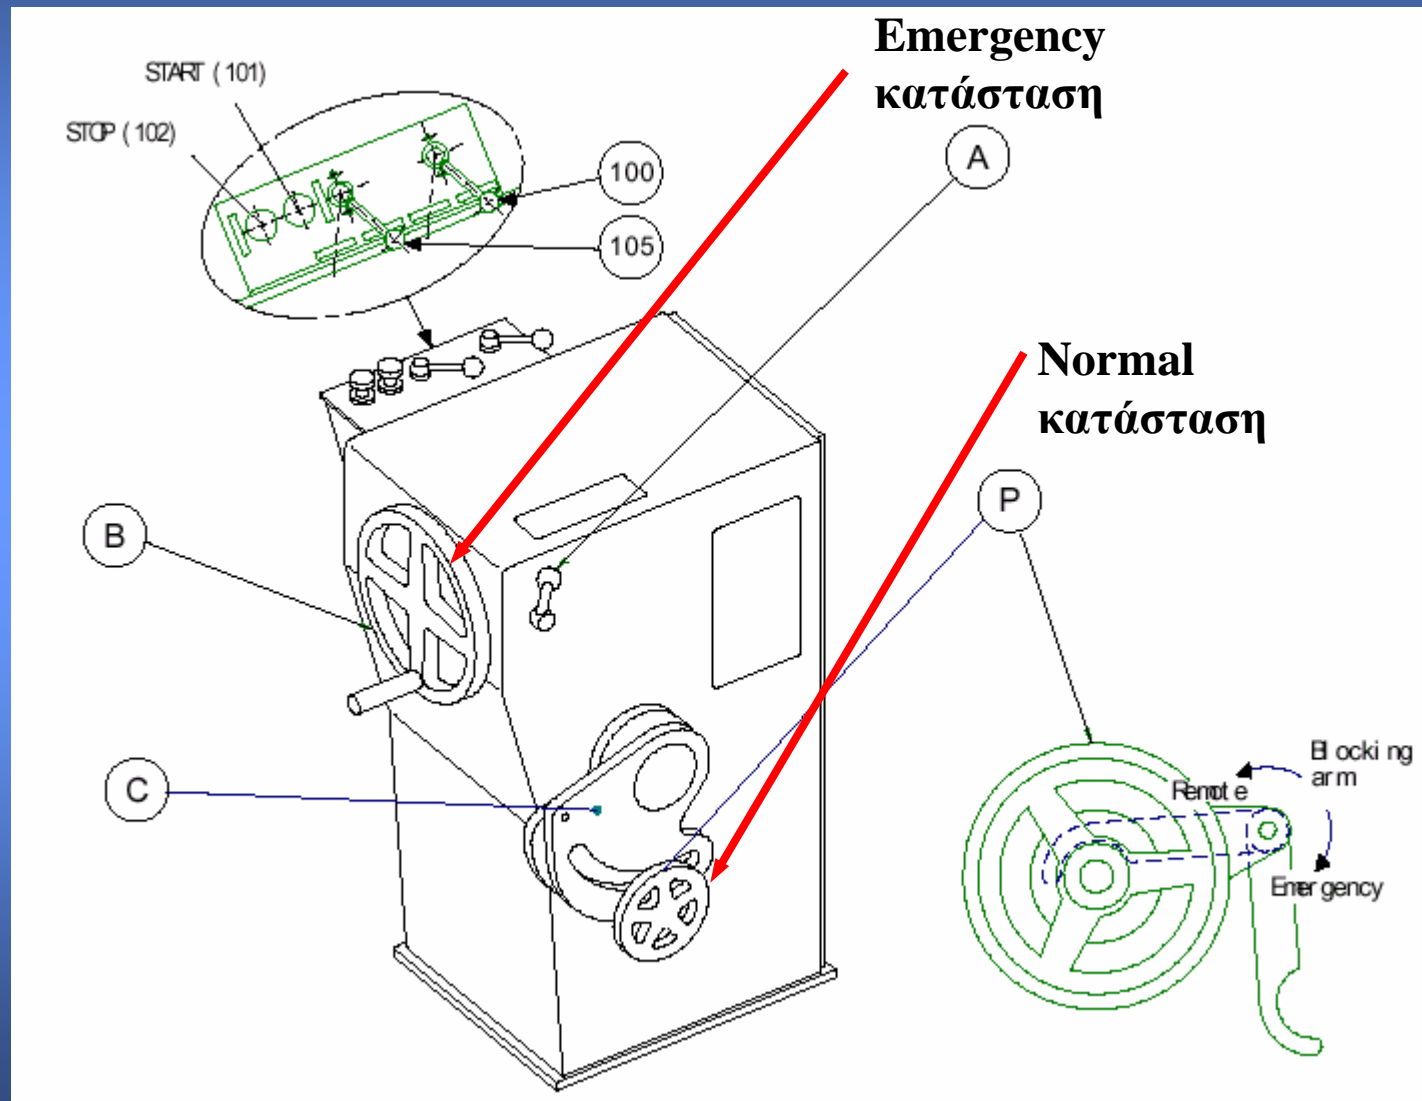 Emergency
κατάσταση
START (101)
STOP (102)
A
100
105
Normal
κατάσταση
P
B
C
Blocking
arm
Remote
Emergency